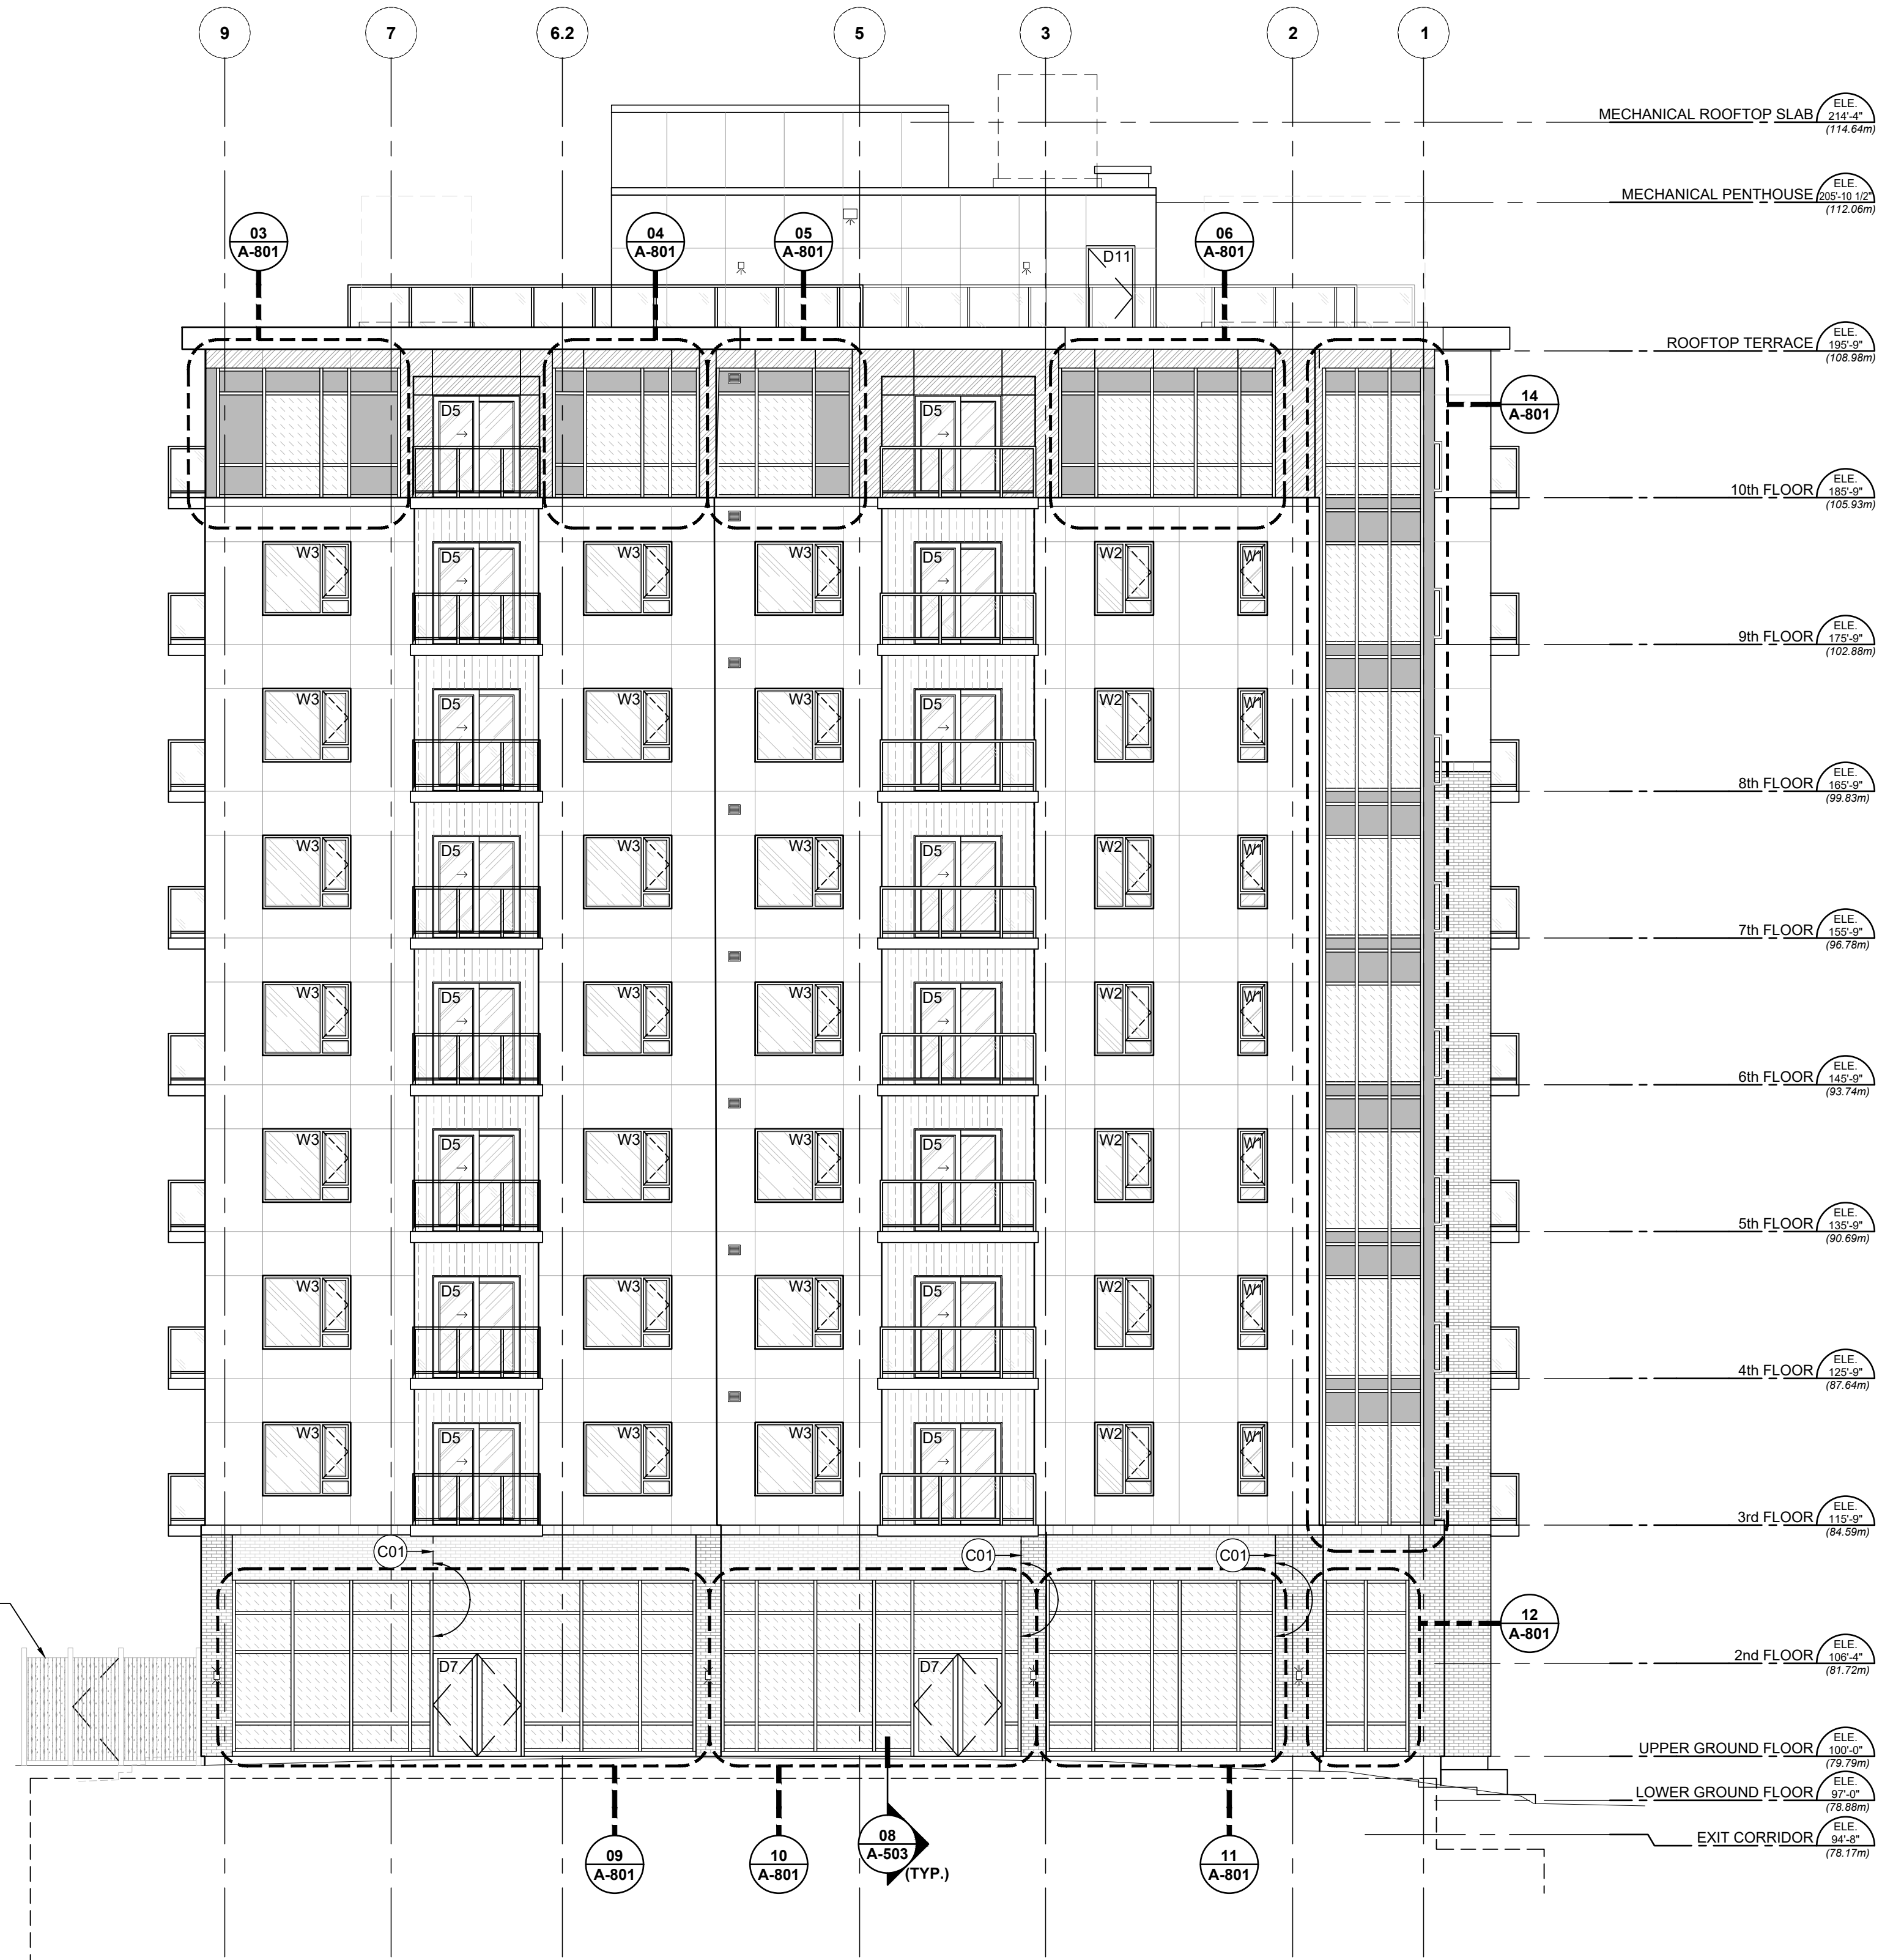 9 7 6.2 5 3 2 1
MECHANICAL ROOFTOP SLAB
ELE.
214'-4"
(114.64m)
MECHANICAL PENTHOUSE
ELE.
205'-10 1/2"
(112.06m)
03
A-801
04
A-801
05
A-801
06
A-801
D11
ROOFTOP TERRACE
ELE.
195'-9"
(108.98m)
14
A-801
D5 D5
10th FLOOR
ELE.
185'-9"
(105.93m)
W3 D5 W3 W3 D5 W2 W1
9th FLOOR
ELE.
175'-9"
(102.88m)
W3 D5 W3 W3 D5 W2 W1
8th FLOOR
ELE.
165'-9"
(99.83m)
W3 D5 W3 W3 D5 W2 W1
7th FLOOR
ELE.
155'-9"
(96.78m)
W3 D5 W3 W3 D5 W2 W1
6th FLOOR
ELE.
145'-9"
(93.74m)
W3 D5 W3 W3 D5 W2 W1
5th FLOOR
ELE.
135'-9"
(90.69m)
W3 D5 W3 W3 D5 W2 W1
4th FLOOR
ELE.
125'-9"
(87.64m)
W3 D5 W3 W3 D5 W2 W1
3rd FLOOR
ELE.
115'-9"
(84.59m)
C01 C01 C01
12
A-801
D7 D7
2nd FLOOR
ELE.
106'-4"
(81.72m)
UPPER GROUND FLOOR
ELE.
100'-0"
(79.79m)
LOWER GROUND FLOOR
ELE.
97'-0"
(78.88m)
EXIT CORRIDOR
ELE.
94'-8"
(78.17m)
09
A-801
10
A-801
08
A-503
(TYP.)
11
A-801